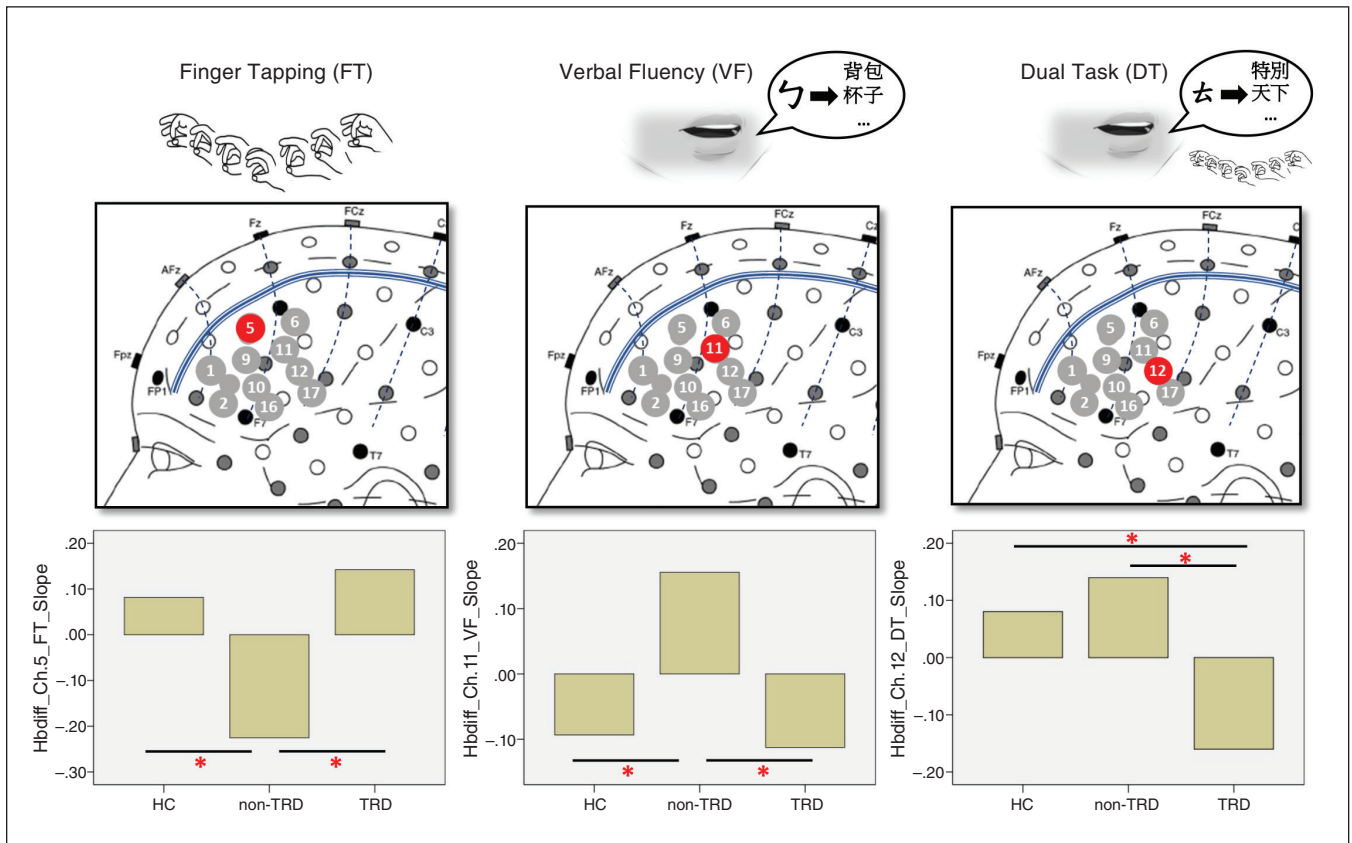 Finger Tapping (FT)
Verbal Fluency (VF)
ㄅ
背包
杯子
...
Dual Task (DT)
ㄊ
特別
天下
...
Fz
FCz
C
AFz
Fpz
FP1
C3
F7
T7
5
6
11
9
1
12
10
17
2
16
Fz
FCz
Cz
AFz
Fpz
FP1
C3
F7
T7
5
6
11
9
1
12
10
17
2
16
Fz
FCz
Cz
AFz
Fpz
FP1
C3
F7
T7
5
6
11
9
1
12
10
17
2
16
Hbdiff_Ch.5_FT_Slope
.20
.10
.00
–.10
–.20
–.30
* *
HC non-TRD TRD
Hbdiff_Ch.11_VF_Slope
.20
.10
.00
–.10
* *
HC non-TRD TRD
Hbdiff_Ch.12_DT_Slope
.20
.10
.00
–.10
–.20
*
*
HC non-TRD TRD